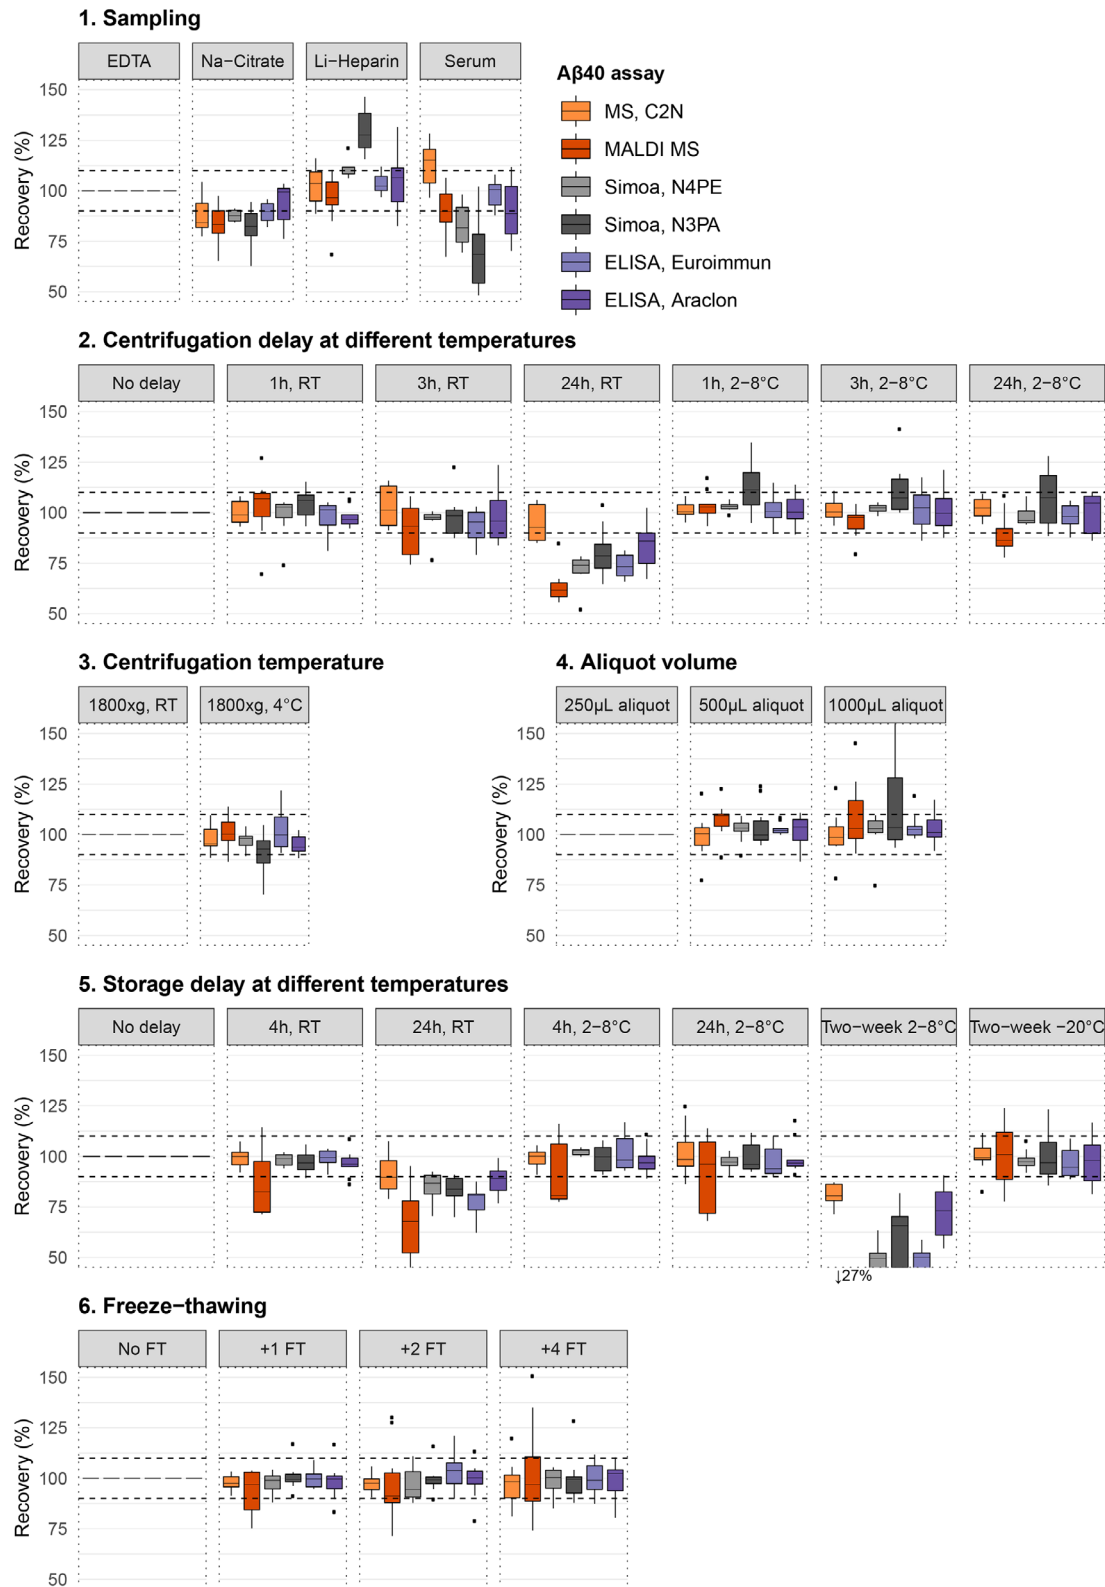 1. Sampling
EDTA
Na−Citrate
Li−Heparin
Serum
150
125
100
75
50
Recovery (%)
Aβ40 assay
MS, C2N
MALDI MS
Simoa, N4PE
Simoa, N3PA
ELISA, Euroimmun
ELISA, Araclon
2. Centrifugation delay at different temperatures
No delay
1h, RT
3h, RT
24h, RT
1h, 2−8°C
3h, 2−8°C
24h, 2−8°C
150
125
100
75
50
Recovery (%)
3. Centrifugation temperature
1800xg, RT
1800xg, 4°C
150
125
100
75
50
Recovery (%)
4. Aliquot volume
250µL aliquot
500µL aliquot
1000µL aliquot
150
125
100
75
50
Recovery (%)
5. Storage delay at different temperatures
No delay
4h, RT
24h, RT
4h, 2−8°C
24h, 2−8°C
Two−week 2−8°C
Two−week −20°C
150
125
100
75
50
Recovery (%)
↓27%
6. Freeze−thawing
No FT
+1 FT
+2 FT
+4 FT
150
125
100
75
50
Recovery (%)